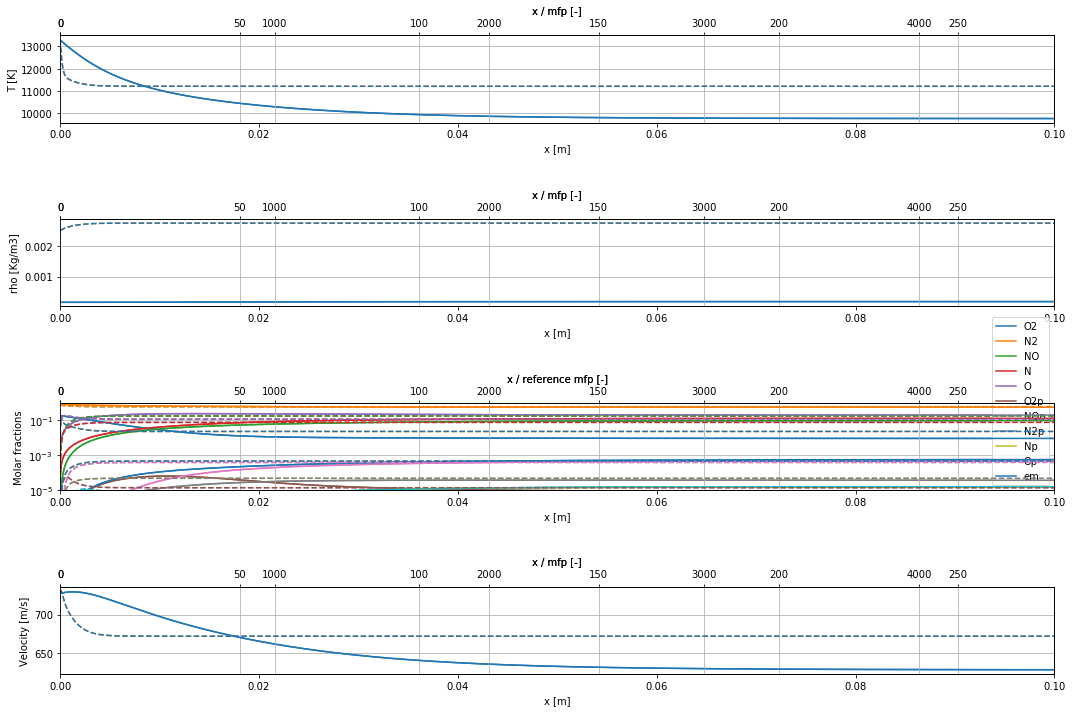 x / mfp [-]
0 50 1000 100 2000 150 3000 200 4000 250
T [K]
13000
12000
11000
10000
0.00 0.02 0.04 0.06 0.08 0.10
x [m]
x / mfp [-]
0 50 1000 100 2000 150 3000 200 4000 250
rho [Kg/m3]
0.002
0.001
0.00 0.02 0.04 0.06 0.08 0.10
x [m]
O2
N2
NO
N
O
O2p
NOp
N2p
Np
Op
em
x / reference mfp [-]
0 50 1000 100 2000 150 3000 200 4000 250
Molar fractions
10⁻¹
10⁻³
10⁻⁵
0.00 0.02 0.04 0.06 0.08 0.10
x [m]
x / mfp [-]
0 50 1000 100 2000 150 3000 200 4000 250
Velocity [m/s]
700
650
0.00 0.02 0.04 0.06 0.08 0.10
x [m]